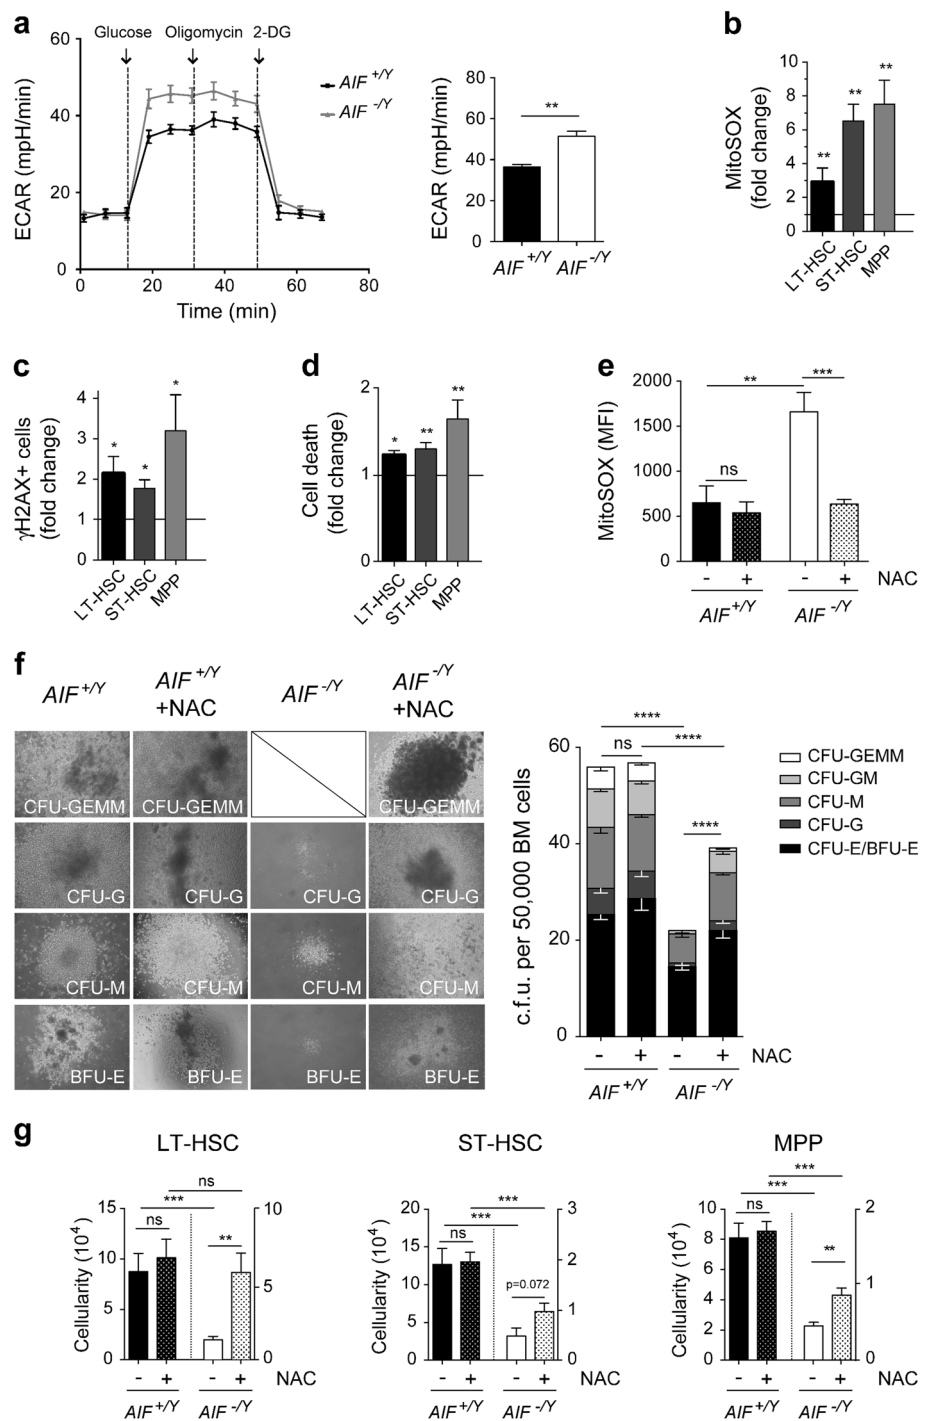 a
Glucose Oligomycin 2-DG
60
40
20
0
ECAR (mpH/min)
0 20 40 60 80
Time (min)
AIF +/Y
AIF -/Y
80
60
40
20
0
ECAR (mpH/min)
**
AIF +/Y AIF -/Y
b
10
8
6
4
2
0
MitoSOX
(fold change)
** ** **
LT-HSC ST-HSC MPP
c
4
3
2
1
0
γH2AX+ cells
(fold change)
* * *
LT-HSC ST-HSC MPP
d
2
1
0
Cell death
(fold change)
* ** **
LT-HSC ST-HSC MPP
e
2000
1500
1000
500
0
MitoSOX (MFI)
** ***
ns
- + - + NAC
AIF +/Y AIF -/Y
f
AIF +/Y AIF +/Y AIF -/Y AIF -/Y
+NAC +NAC
CFU-GEMM CFU-GEMM CFU-GEMM
CFU-G CFU-G CFU-G CFU-G
CFU-M CFU-M CFU-M CFU-M
BFU-E BFU-E BFU-E BFU-E
60
40
20
0
c.f.u. per 50,000 BM cells
****
ns ****
****
- + - + NAC
AIF +/Y AIF -/Y
CFU-GEMM
CFU-GM
CFU-M
CFU-G
CFU-E/BFU-E
g
LT-HSC
15
10
5
0
Cellularity (10⁴)
ns
***
ns
**
10
5
0
- + - + NAC
AIF +/Y AIF -/Y
ST-HSC
20
15
10
5
0
Cellularity (10⁴)
***
***
ns
p=0.072
3
2
1
0
- + - + NAC
AIF +/Y AIF -/Y
MPP
10
8
6
4
2
0
Cellularity (10⁴)
***
***
ns
**
2
1
0
- + - + NAC
AIF +/Y AIF -/Y